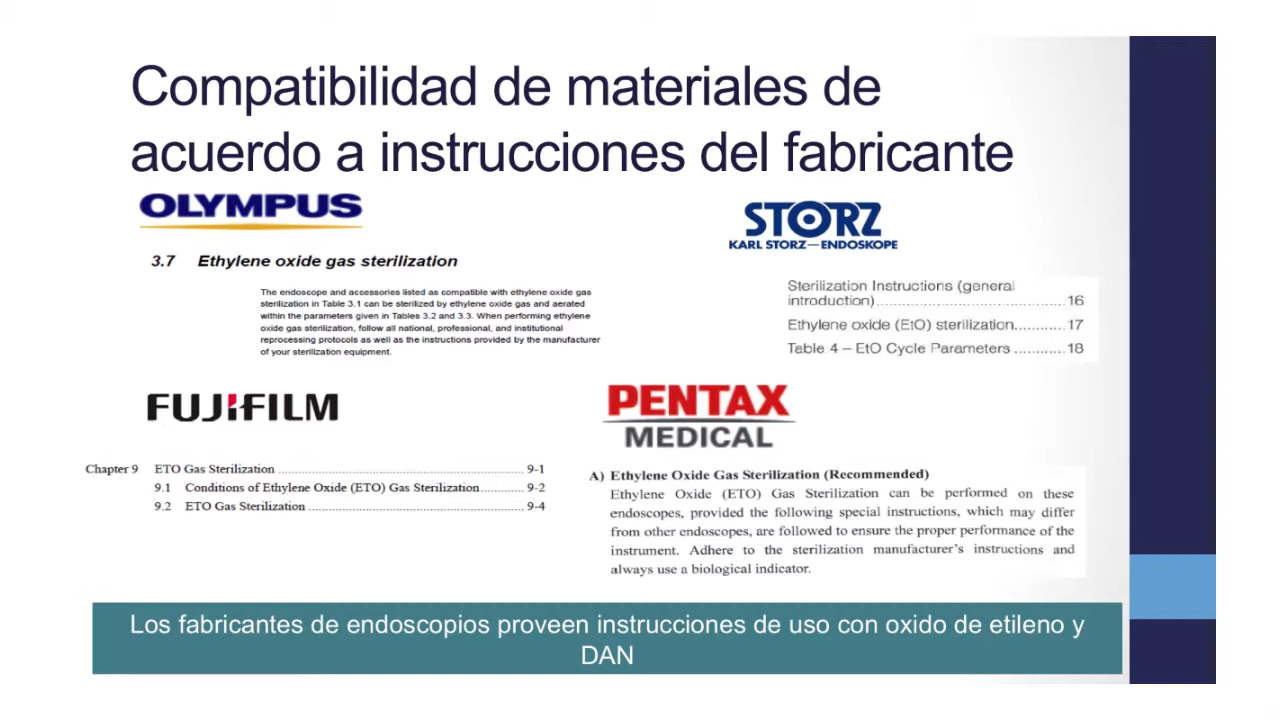 Compatibilidad de materiales de
acuerdo a instrucciones del fabricante
OLYMPUS
3.7 Ethylene oxide gas sterilization
The endoscope and accessories listed as compatible with ethylene oxide gas
sterilization in Table 3.1 can be sterilized by ethylene oxide gas and aerated
within the parameters given in Tables 3.2 and 3.3. When performing ethylene
oxide gas sterilization, follow all national, professional, and institutional
reprocessing protocols as well as the instructions provided by the manufacturer
of your sterilization equipment.
STORZ
KARL STORZ—ENDOSKOPE
Sterilization Instructions (general
introduction)............................................16
Ethylene oxide (EtO) sterilization............17
Table 4 – EtO Cycle Parameters ............18
FUJIFILM
Chapter 9 ETO Gas Sterilization ................................................................ 9-1
9.1 Conditions of Ethylene Oxide (ETO) Gas Sterilization............ 9-2
9.2 ETO Gas Sterilization ........................................................ 9-4
PENTAX
MEDICAL
A) Ethylene Oxide Gas Sterilization (Recommended)
Ethylene Oxide (ETO) Gas Sterilization can be performed on these
endoscopes, provided the following special instructions, which may differ
from other endoscopes, are followed to ensure the proper performance of the
instrument. Adhere to the sterilization manufacturer's instructions and
always use a biological indicator.
Los fabricantes de endoscopios proveen instrucciones de uso con oxido de etileno y
DAN